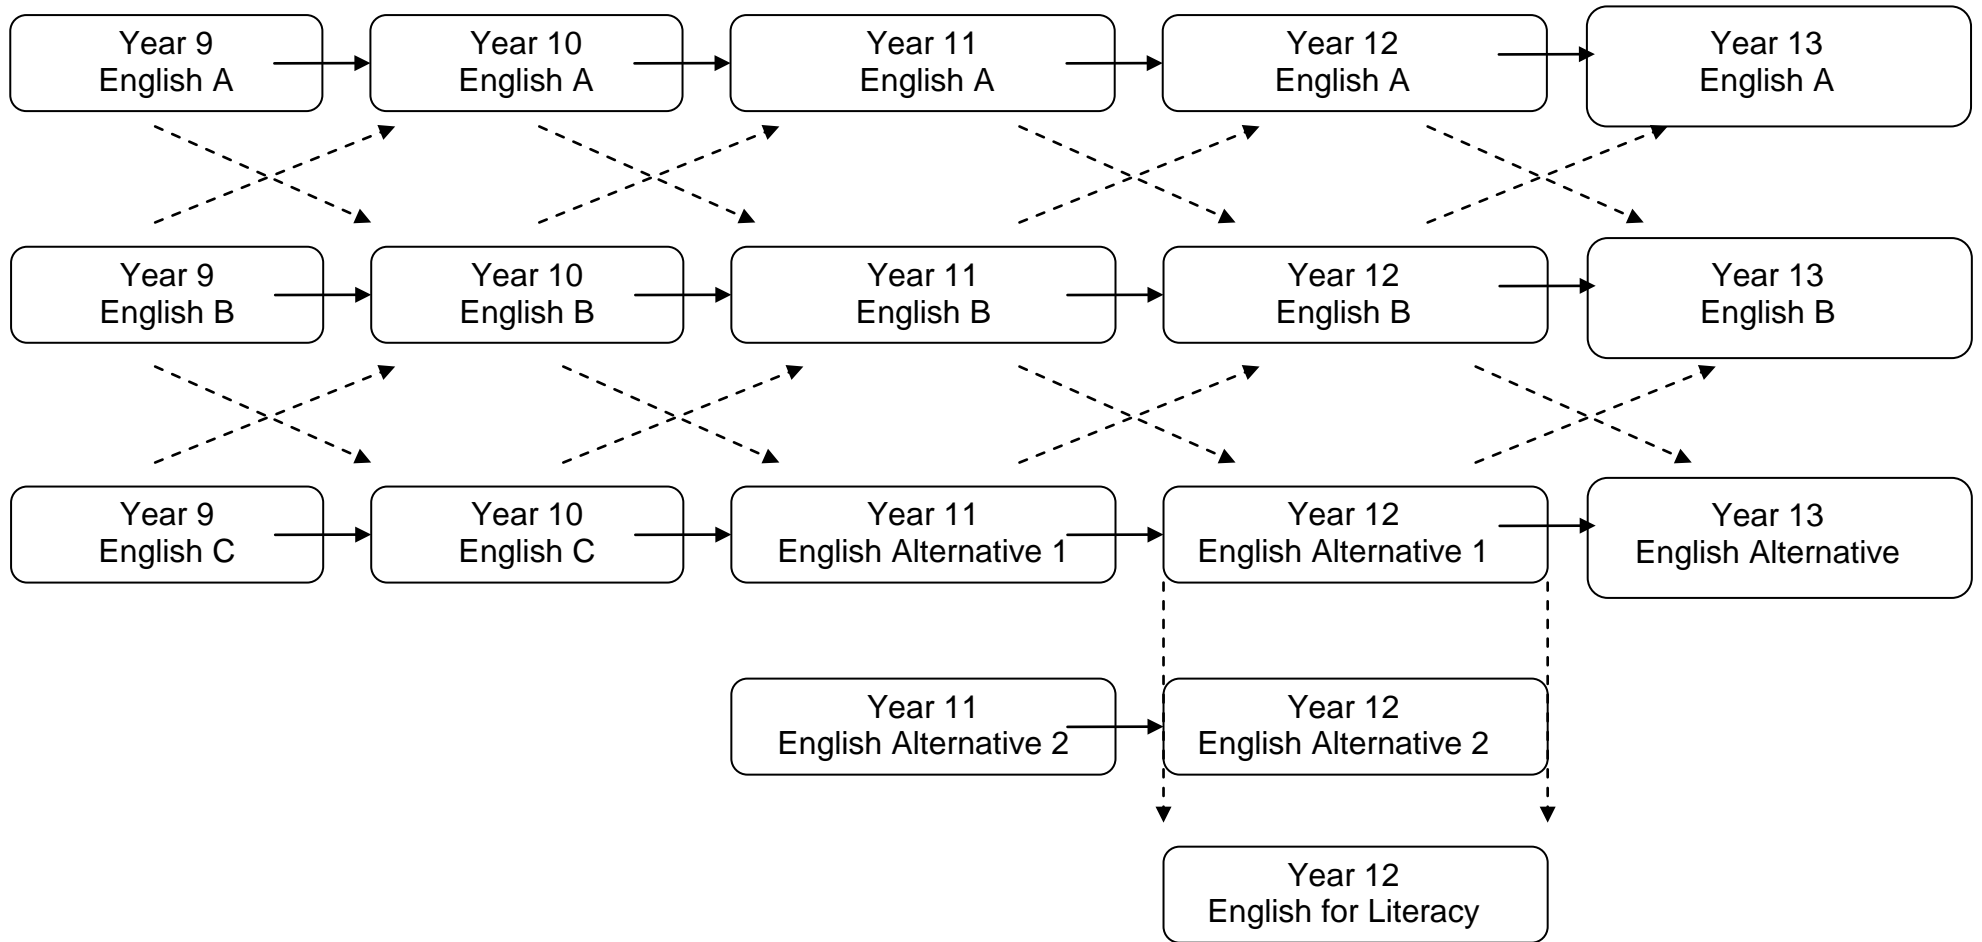 Year 9
English A
Year 10
English A
Year 11
English A
Year 12
English A
Year 13
English A
Year 9
English B
Year 10
English B
Year 11
English B
Year 12
English B
Year 13
English B
Year 9
English C
Year 10
English C
Year 11
English Alternative 1
Year 12
English Alternative 1
Year 13
English Alternative
Year 11
English Alternative 2
Year 12
English Alternative 2
Year 12
English for Literacy